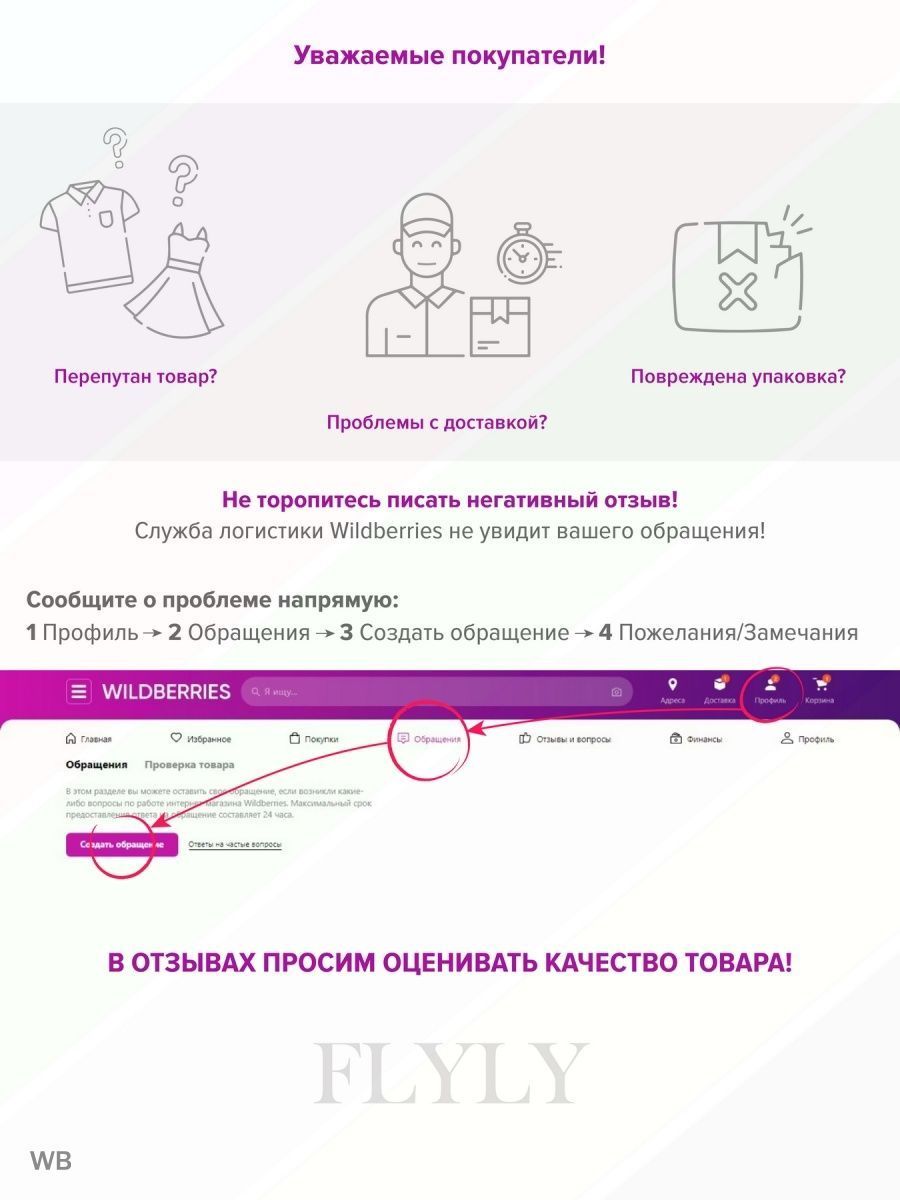 Уважаемые покупатели!
Перепутан товар?
Проблемы с доставкой?
Повреждена упаковка?
Не торопитесь писать негативный отзыв!
Служба логистики Wildberries не увидит вашего обращения!
Сообщите о проблеме напрямую:
1 Профиль → 2 Обращения → 3 Создать обращение → 4 Пожелания/Замечания
WILDBERRIES
Я ищу...
Адреса
Доставка
Профиль
Корзина
Главная
Избранное
Покупки
Обращения
Отзывы и вопросы
Финансы
Профиль
Обращения
Проверка товара
В этом разделе вы можете оставить свое обращение, если возникли какие-
либо вопросы по работе интернет-магазина Wildberries. Максимальный срок
предоставления ответа на обращение составляет 24 часа.
Создать обращение
Ответы на частые вопросы
В ОТЗЫВАХ ПРОСИМ ОЦЕНИВАТЬ КАЧЕСТВО ТОВАРА!
FLYLY
WB